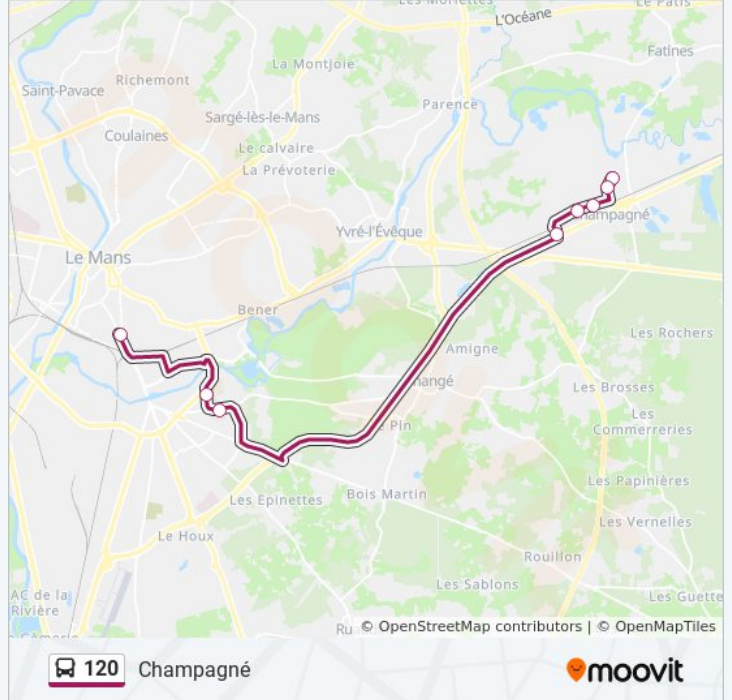 Les Morlettes
Le Patis
L'Océane
Fatines
La Montjoie
Richemont
Saint-Pavace
Parence
Sargé-lès-le-Mans
Coulaines
Le calvaire
La Prévoterie
hampagné
Yvré-l'Évêque
Le Mans
Bener
Les Rochers
Amigne
hangé
Les Brosses
Les
Commerreries
Pin
Les Papinières
Bois Martin
Les Epinettes
Les Vernelles
Le Houx
Rouillon
Les Sablons
AC de la
Rivière
Les Guette
Ru
© OpenStreetMap contributors | © OpenMapTiles
120 Champagné
moovit